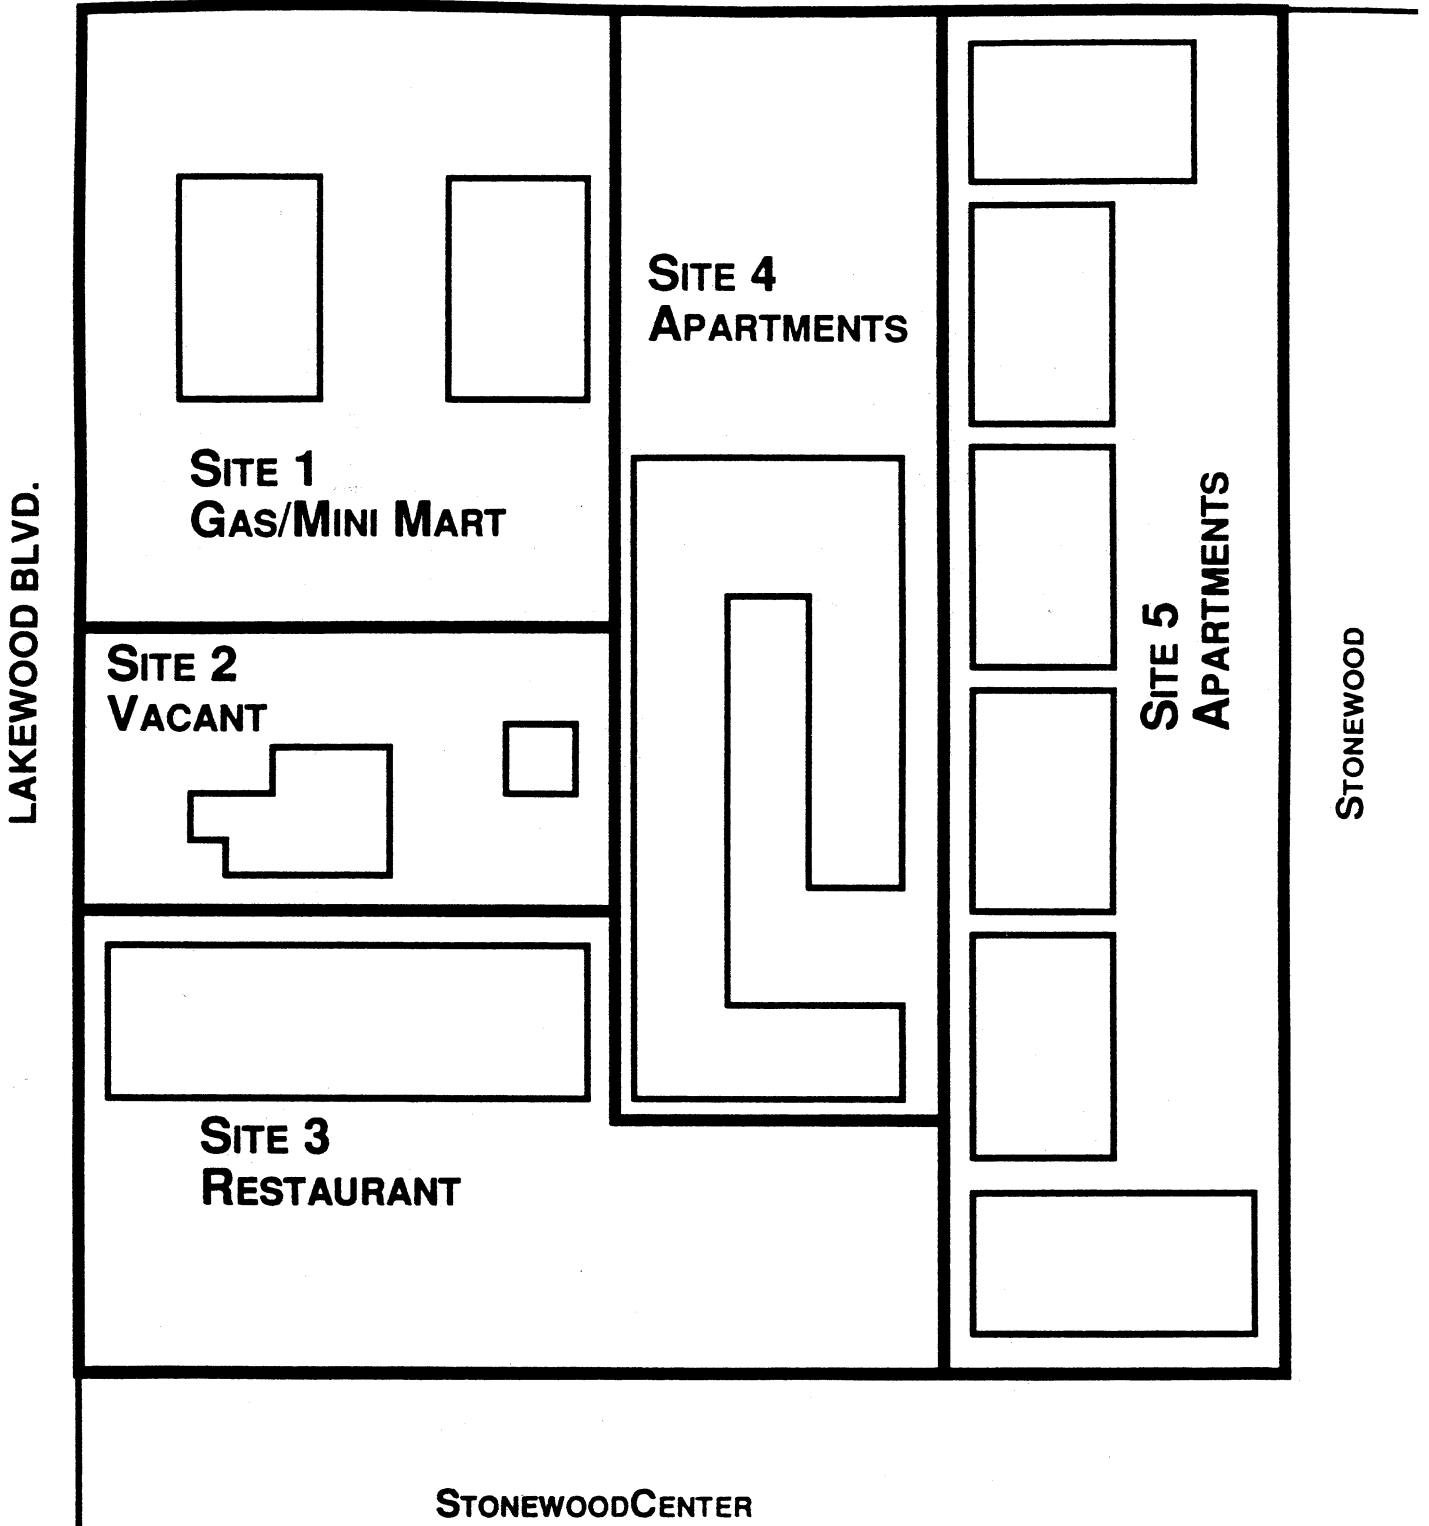 SITE 4
APARTMENTS
SITE 1
GAS/MINI MART
LAKEWOOD BLVD.
SITE 5
APARTMENTS
SITE 2
VACANT
STONEWOOD
SITE 3
RESTAURANT
STONEWOODCENTER